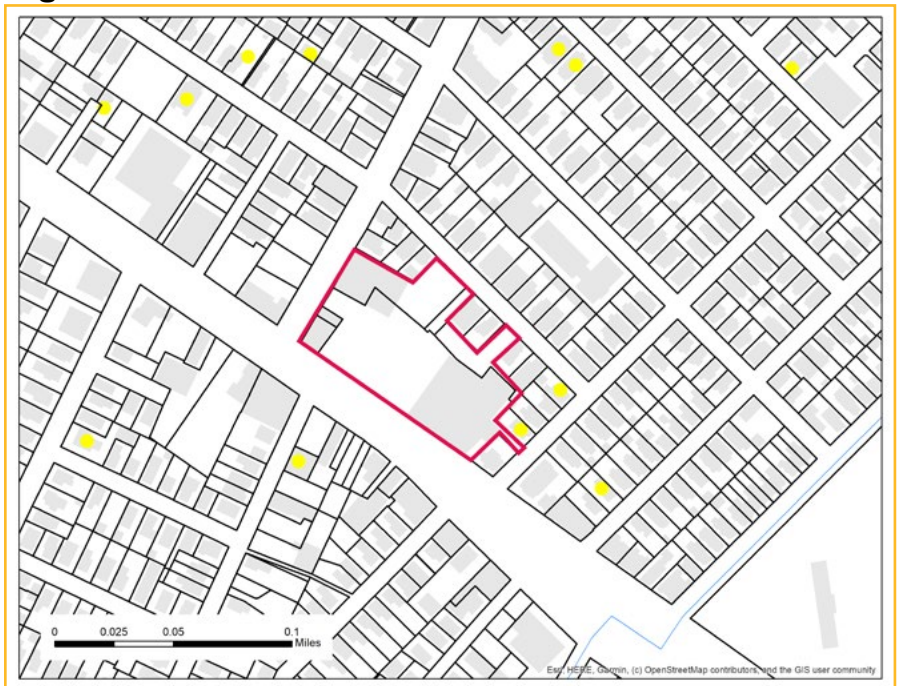 0 0.025 0.05 0.1
Miles
Esri, HERE, Garmin, (c) OpenStreetMap contributors, and the GIS user community